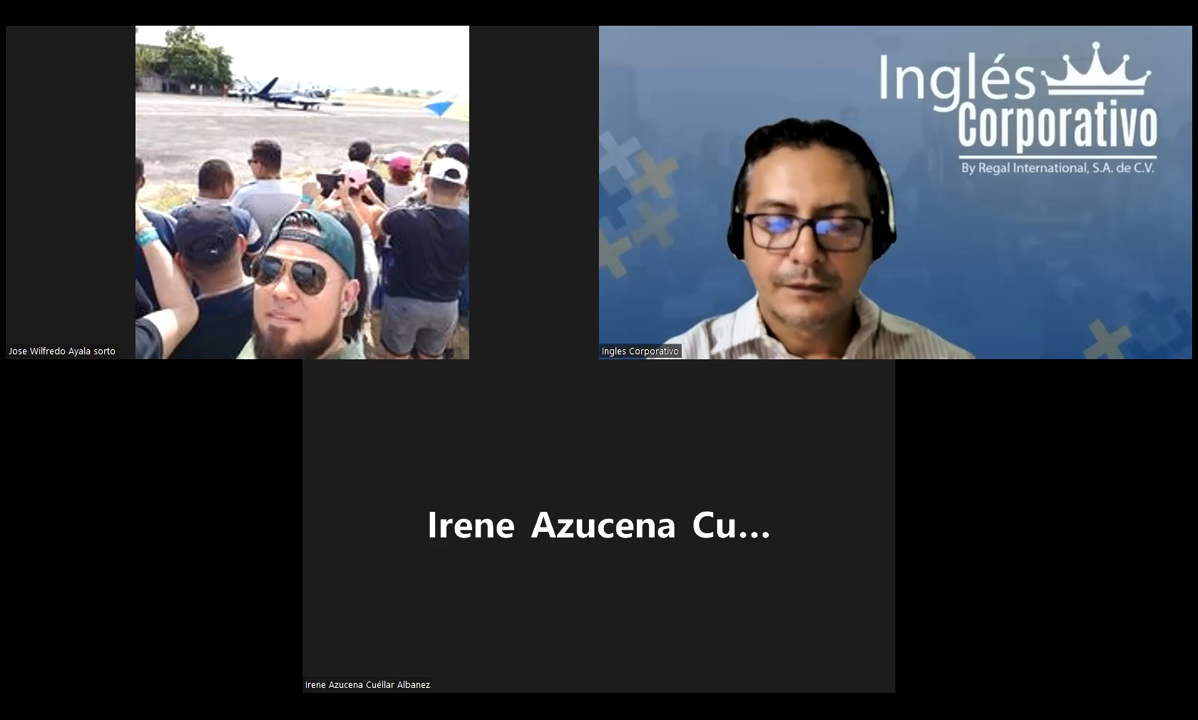 Inglés
Corporativo
By Regal International, S.A. de C.V.
Jose Wilfredo Ayala sorto
Ingles Corporativo
Irene Azucena Cu...
Irene Azucena Cuéllar Albanez